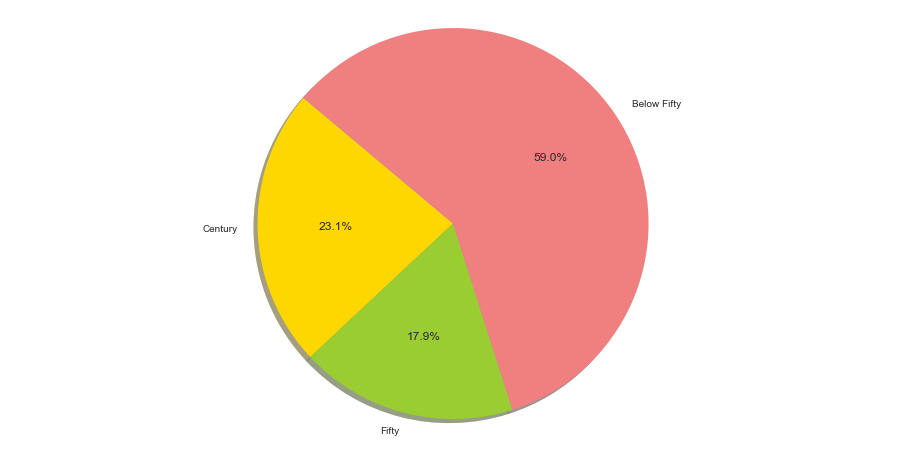 Below Fifty
59.0%
23.1%
Century
17.9%
Fifty